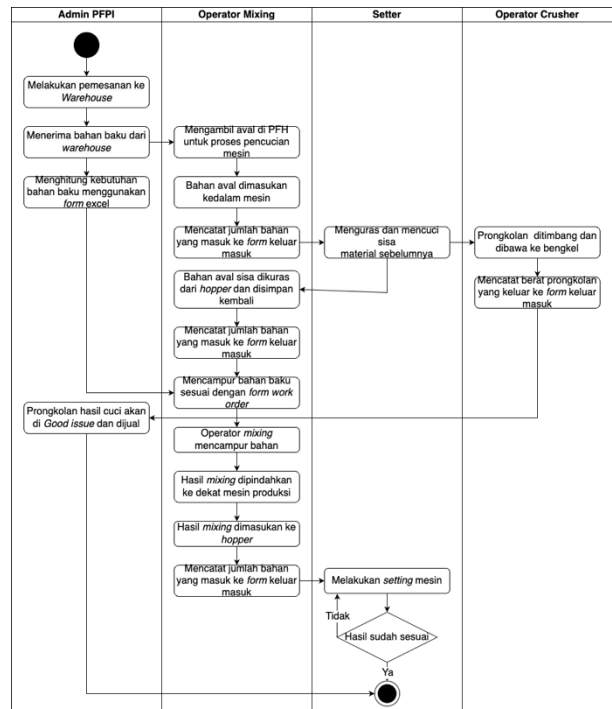 Admin PFPI
Operator Mixing
Setter
Operator Crusher
Melakukan pemesanan ke
Warehouse
Menerima bahan baku dari
warehouse
Mengambil aval di PFH
untuk proses pencucian
mesin
Menghitung kebutuhan
bahan baku menggunakan
form excel
Bahan aval dimasukan
kedalam mesin
Mencatat jumlah bahan
yang masuk ke form keluar
masuk
Menguras dan mencuci
sisa
material sebelumnya
Prongkolan ditimbang dan
dibawa ke bengkel
Bahan aval sisa dikuras
dari hopper dan disimpan
kembali
Mencatat berat prongkolan
yang keluar ke form keluar
masuk
Mencatat jumlah bahan
yang masuk ke form keluar
masuk
Mencampur bahan baku
sesuai dengan form work
order
Prongkolan hasil cuci akan
di Good issue dan dijual
Operator mixing
mencampur bahan
Hasil mixing dipindahkan
ke dekat mesin produksi
Hasil mixing dimasukan ke
hopper
Mencatat jumlah bahan
yang masuk ke form keluar
masuk
Melakukan setting mesin
Tidak
Hasil sudah sesuai
Ya